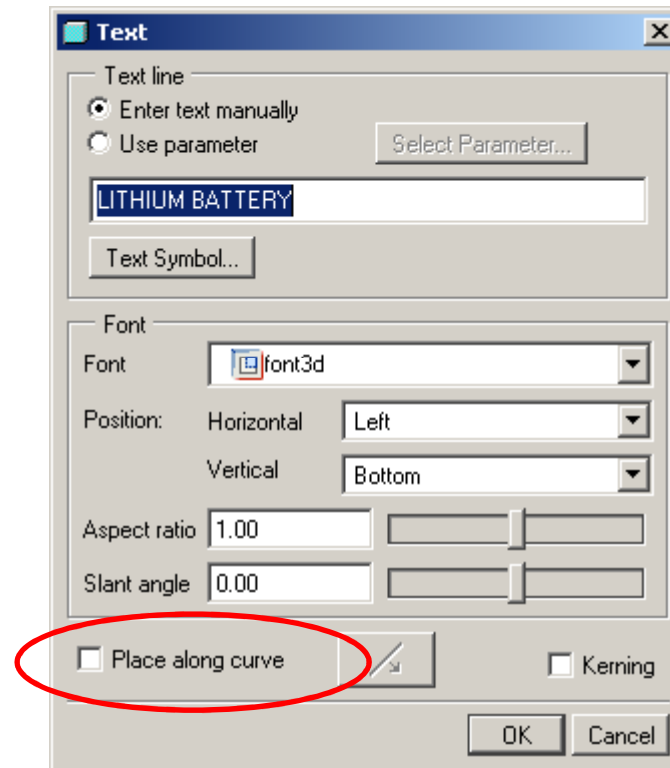 Text
Text line
Enter text manually
Use parameter Select Parameter...
LITHIUM BATTERY
Text Symbol...
Font
Font font3d
Position: Horizontal Left
Vertical Bottom
Aspect ratio 1.00
Slant angle 0.00
Place along curve Kerning
OK Cancel